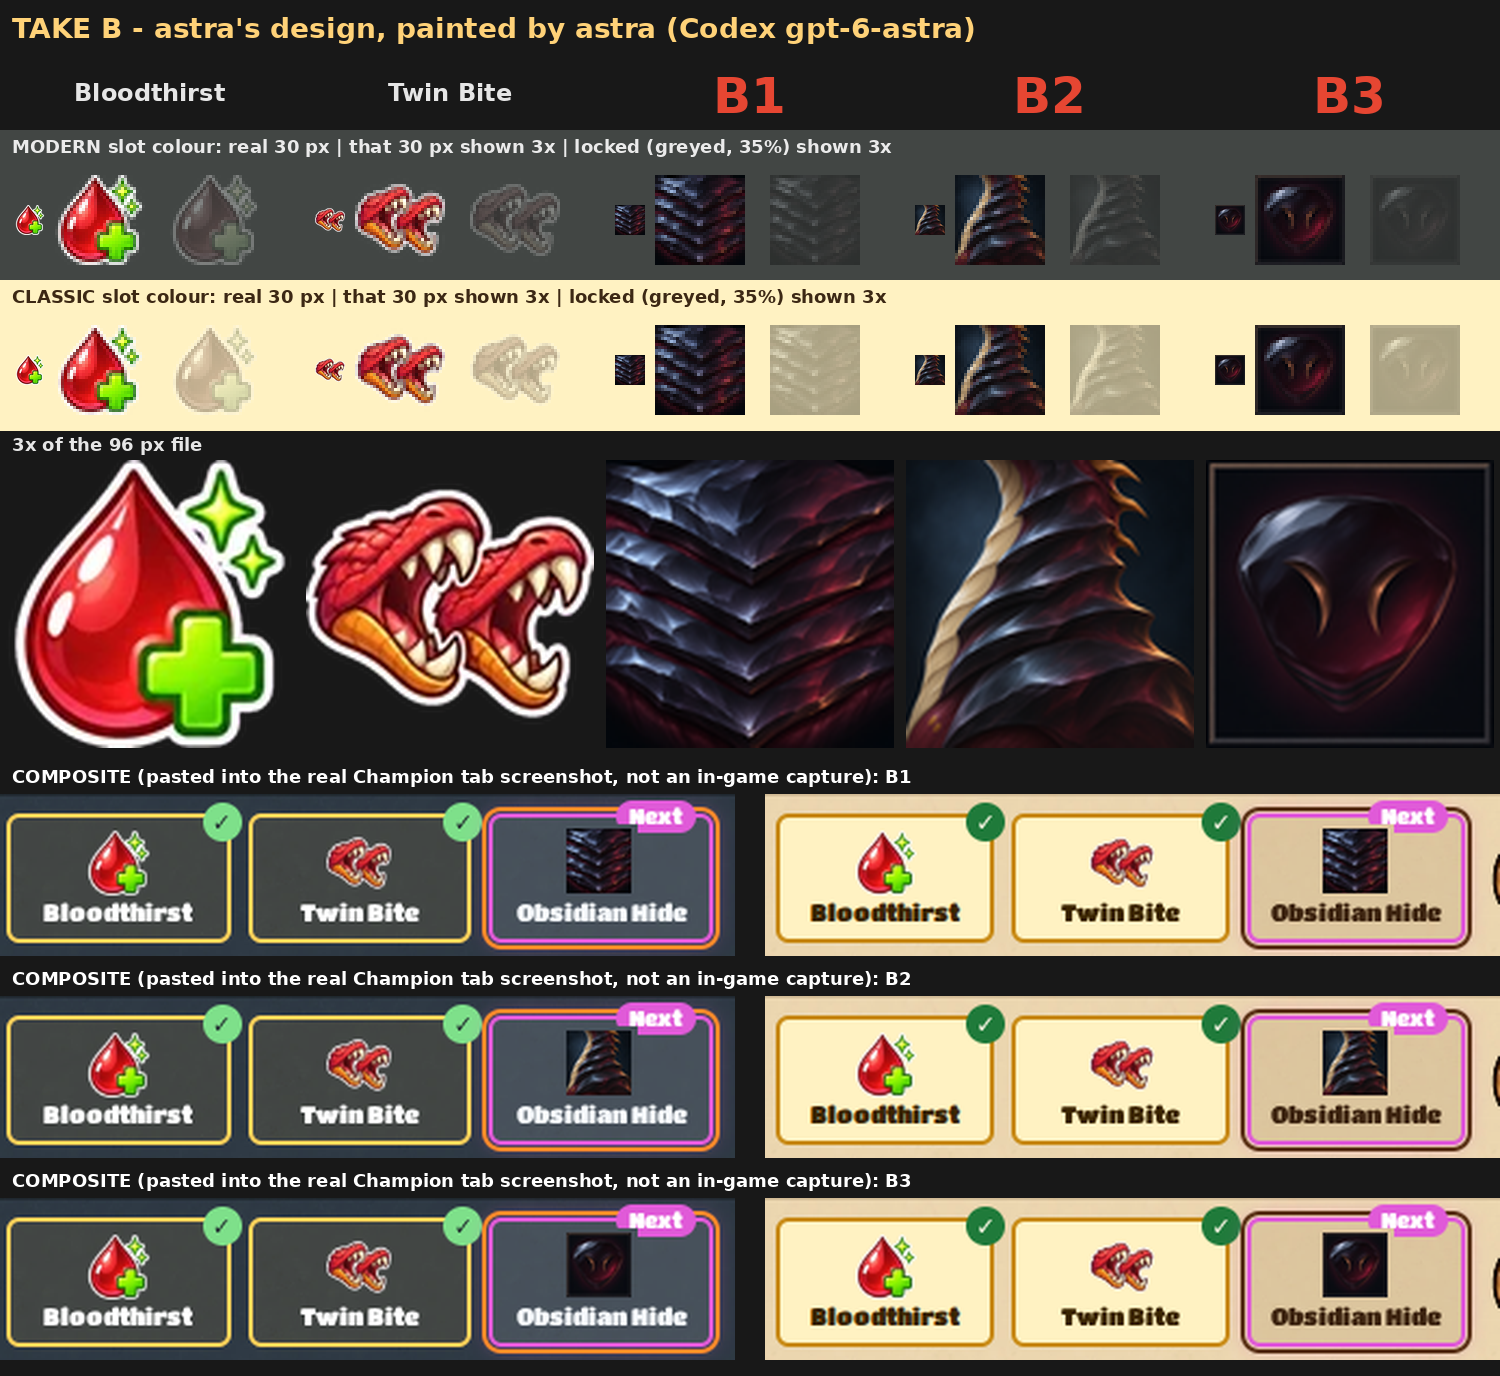 TAKE B - astra's design, painted by astra (Codex gpt-6-astra)
Bloodthirst Twin Bite B1 B2 B3
MODERN slot colour: real 30 px | that 30 px shown 3x | locked (greyed, 35%) shown 3x
CLASSIC slot colour: real 30 px | that 30 px shown 3x | locked (greyed, 35%) shown 3x
3x of the 96 px file
COMPOSITE (pasted into the real Champion tab screenshot, not an in-game capture): B1
Next Next
Bloodthirst Twin Bite Obsidian Hide Bloodthirst Twin Bite Obsidian Hide
COMPOSITE (pasted into the real Champion tab screenshot, not an in-game capture): B2
Next Next
Bloodthirst Twin Bite Obsidian Hide Bloodthirst Twin Bite Obsidian Hide
COMPOSITE (pasted into the real Champion tab screenshot, not an in-game capture): B3
Next Next
Bloodthirst Twin Bite Obsidian Hide Bloodthirst Twin Bite Obsidian Hide